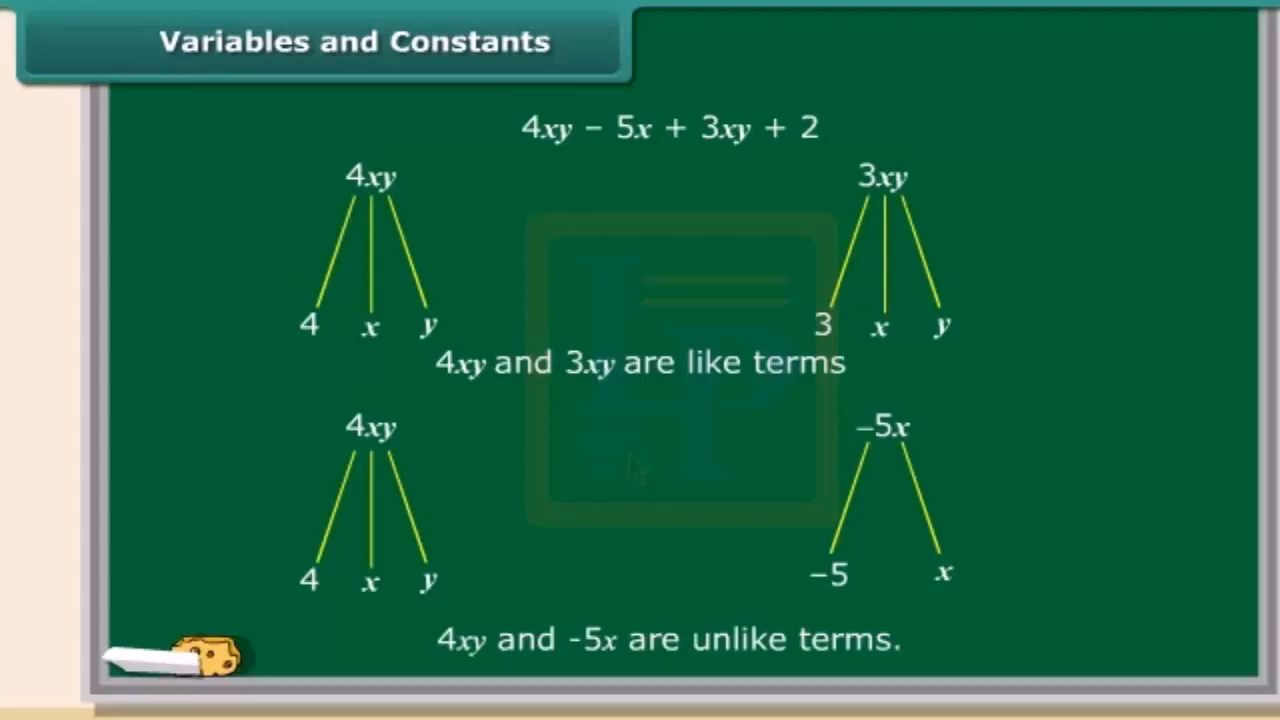 Variables and Constants
4xy – 5x + 3xy + 2
4xy 3xy
4 x y 3 x y
4xy and 3xy are like terms
4xy –5x
4 x y –5 x
4xy and -5x are unlike terms.